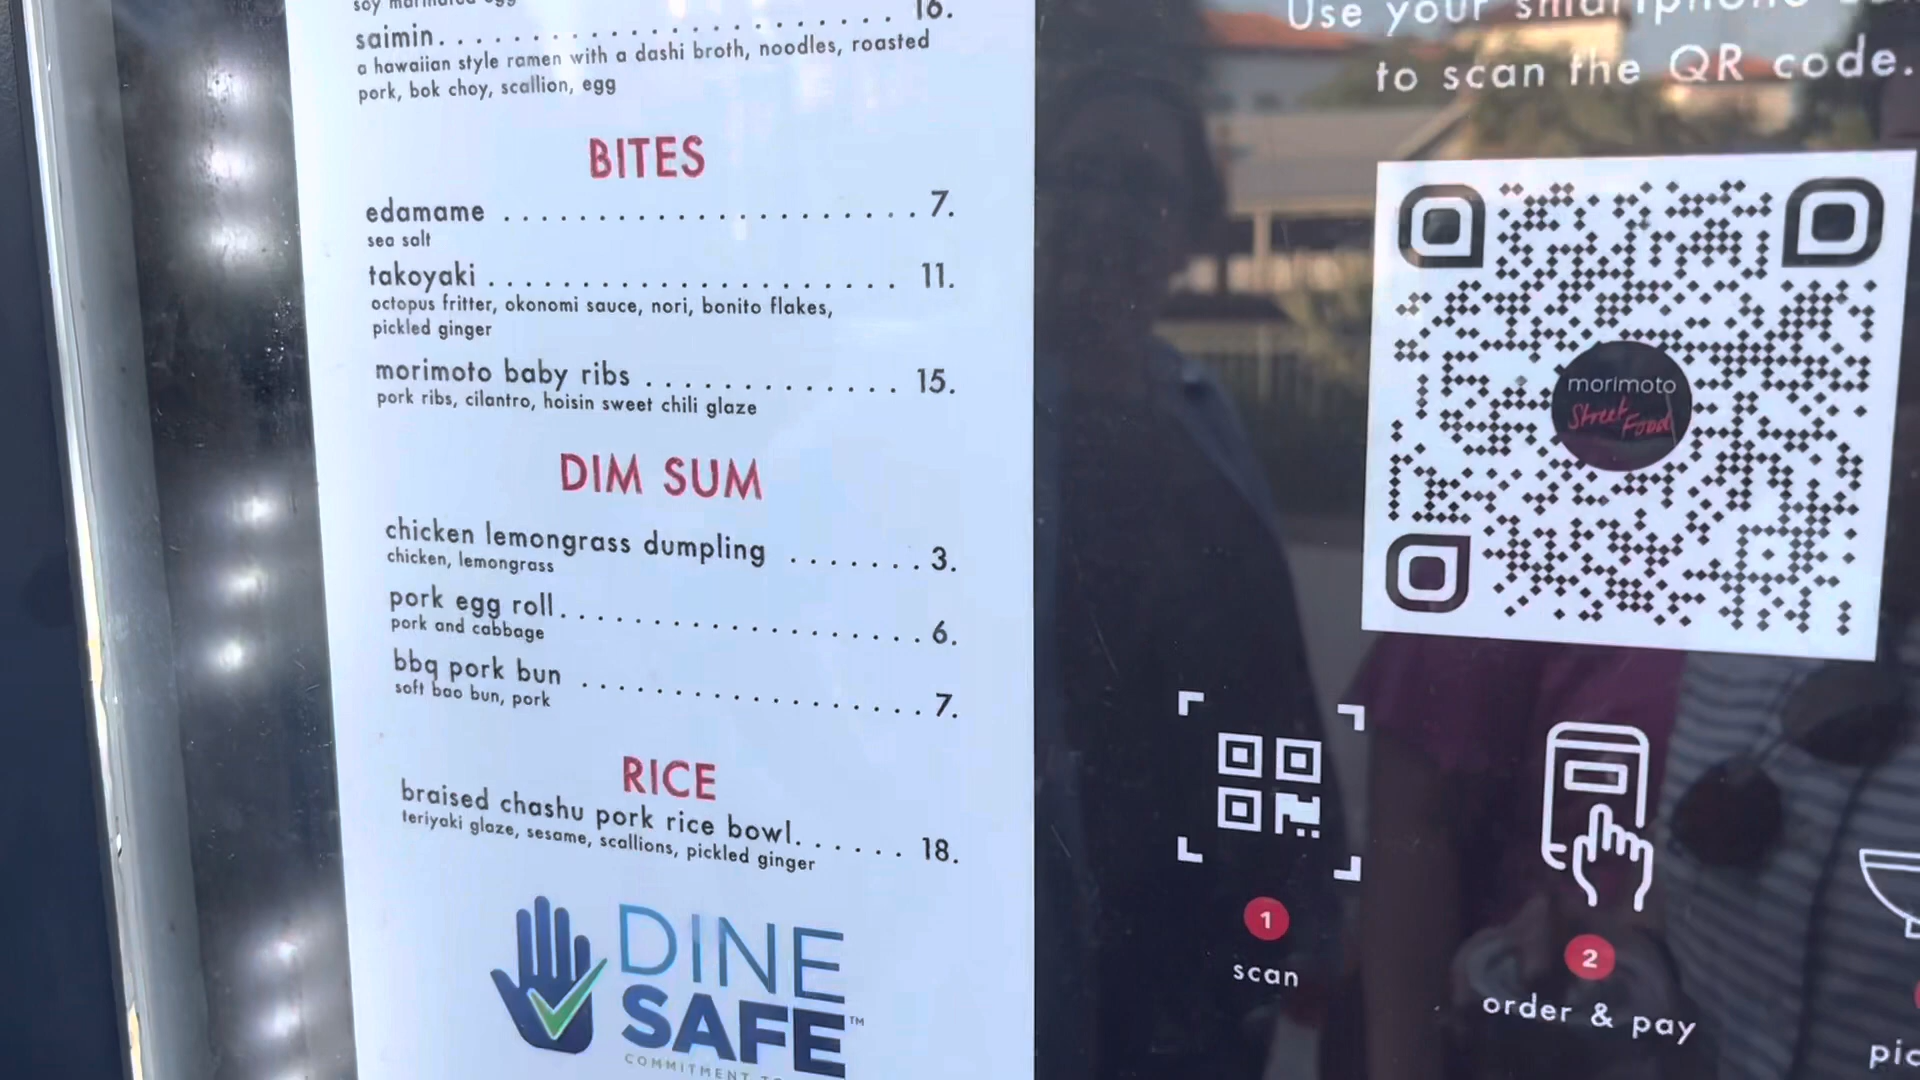 soy marinated egg
saimin. . . . . . . . . . . . . . . . . . . . . 16.
a hawaiian style ramen with a dashi broth, noodles, roasted
pork, bok choy, scallion, egg
BITES
edamame . . . . . . . . . . . . . . . . . . . . . . 7.
sea salt
takoyaki . . . . . . . . . . . . . . . . . . . . . . 11.
octopus fritter, okonomi sauce, nori, bonito flakes,
pickled ginger
morimoto baby ribs . . . . . . . . . . . . . 15.
pork ribs, cilantro, hoisin sweet chili glaze
DIM SUM
chicken lemongrass dumpling . . . . . . . 3.
chicken, lemongrass
pork egg roll. . . . . . . . . . . . . . . . . . . 6.
pork and cabbage
bbq pork bun . . . . . . . . . . . . . . . . . . 7.
soft bao bun, pork
RICE
braised chashu pork rice bowl. . . . . . 18.
teriyaki glaze, sesame, scallions, pickled ginger
DINE
SAFE™
COMMITMENT
Use your smartphone
to scan the QR code.
morimoto
Street Food
1
scan
2
order & pay